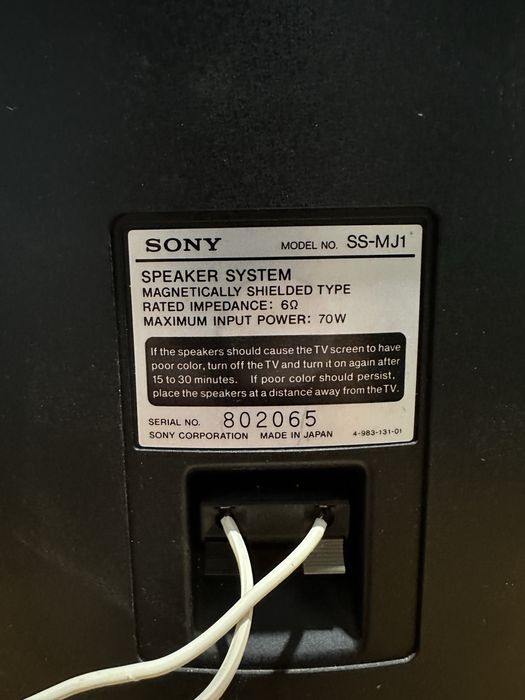 SONY MODEL NO. SS-MJ1
SPEAKER SYSTEM
MAGNETICALLY SHIELDED TYPE
RATED IMPEDANCE: 6Ω
MAXIMUM INPUT POWER: 70W
If the speakers should cause the TV screen to have
poor color, turn off the TV and turn it on again after
15 to 30 minutes. If poor color should persist,
place the speakers at a distance away from the TV.
SERIAL NO. 802065
SONY CORPORATION MADE IN JAPAN 4-983-131-01